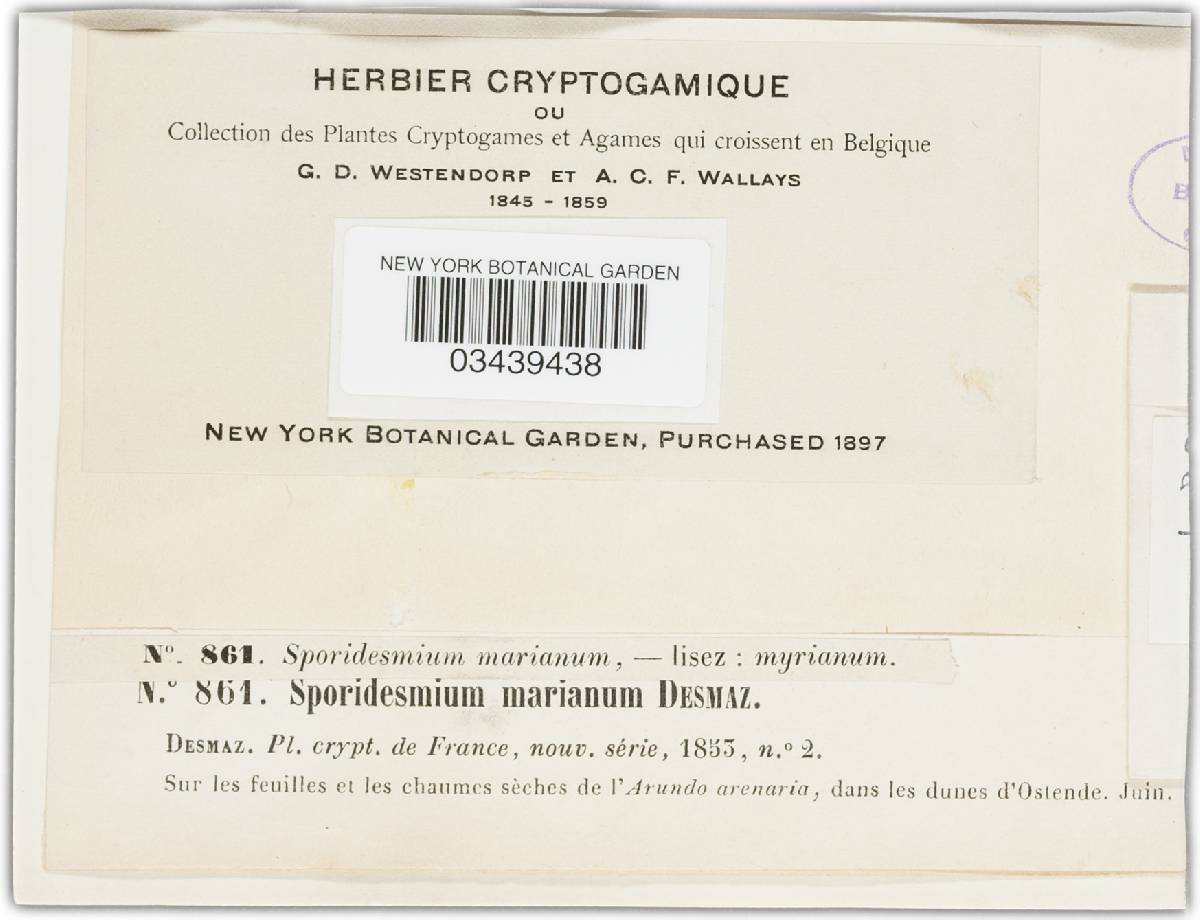 HERBIER CRYPTOGAMIQUE
OU
Collection des Plantes Cryptogames et Agames qui croissent en Belgique
G. D. WESTENDORP ET A. C. F. WALLAYS
1845 - 1859
NEW YORK BOTANICAL GARDEN
03439438
NEW YORK BOTANICAL GARDEN, PURCHASED 1897
Nº. 861. Sporidesmium marianum, — lisez : myrianum.
N.º 861. Sporidesmium marianum DESMAZ.
DESMAZ. Pl. crypt. de France, nouv. série, 1853, n.º 2.
Sur les feuilles et les chaumes sèches de l'Arundo arenaria, dans les dunes d'Ostende. Juin.